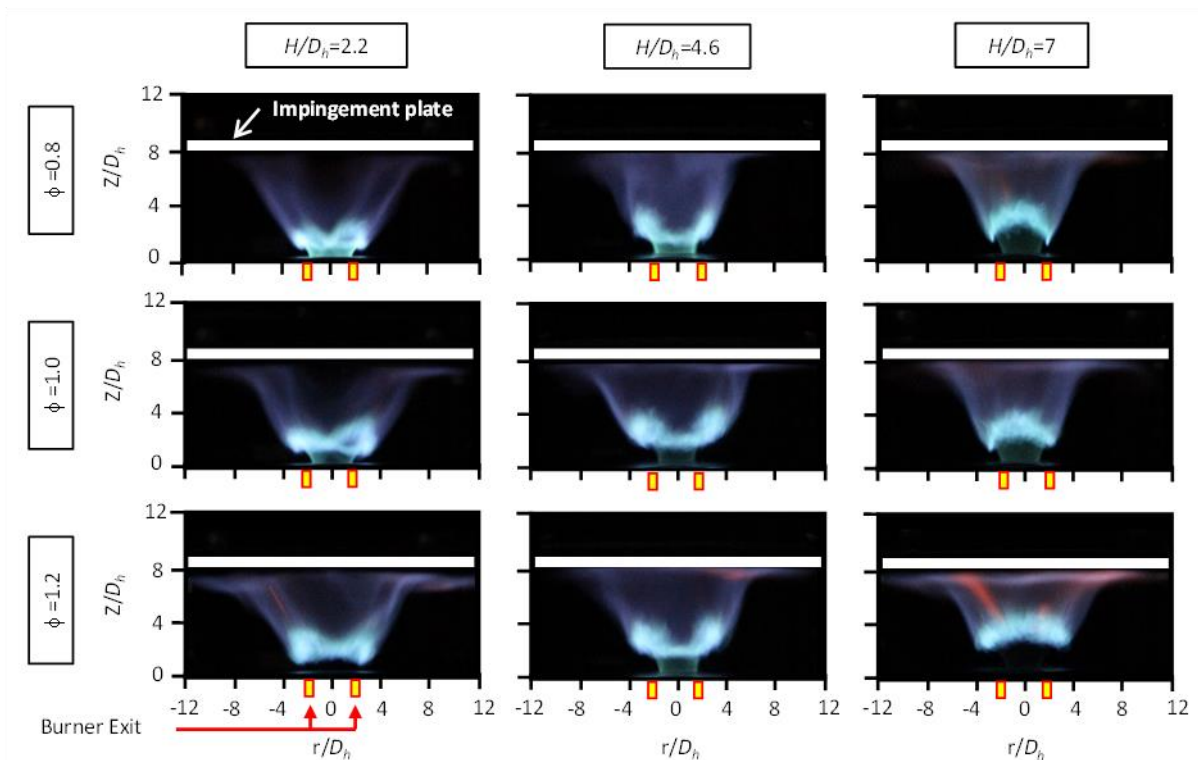 H/Dₕ=2.2
H/Dₕ=4.6
H/Dₕ=7
ϕ =0.8
Z/Dₕ
12
8
4
0
Impingement plate
-12 -8 -4 0 4 8 12
-12 -8 -4 0 4 8 12
-12 -8 -4 0 4 8 12
ϕ =1.0
Z/Dₕ
12
8
4
0
ϕ =1.2
Z/Dₕ
12
8
4
0
Burner Exit
r/Dₕ
r/Dₕ
r/Dₕ